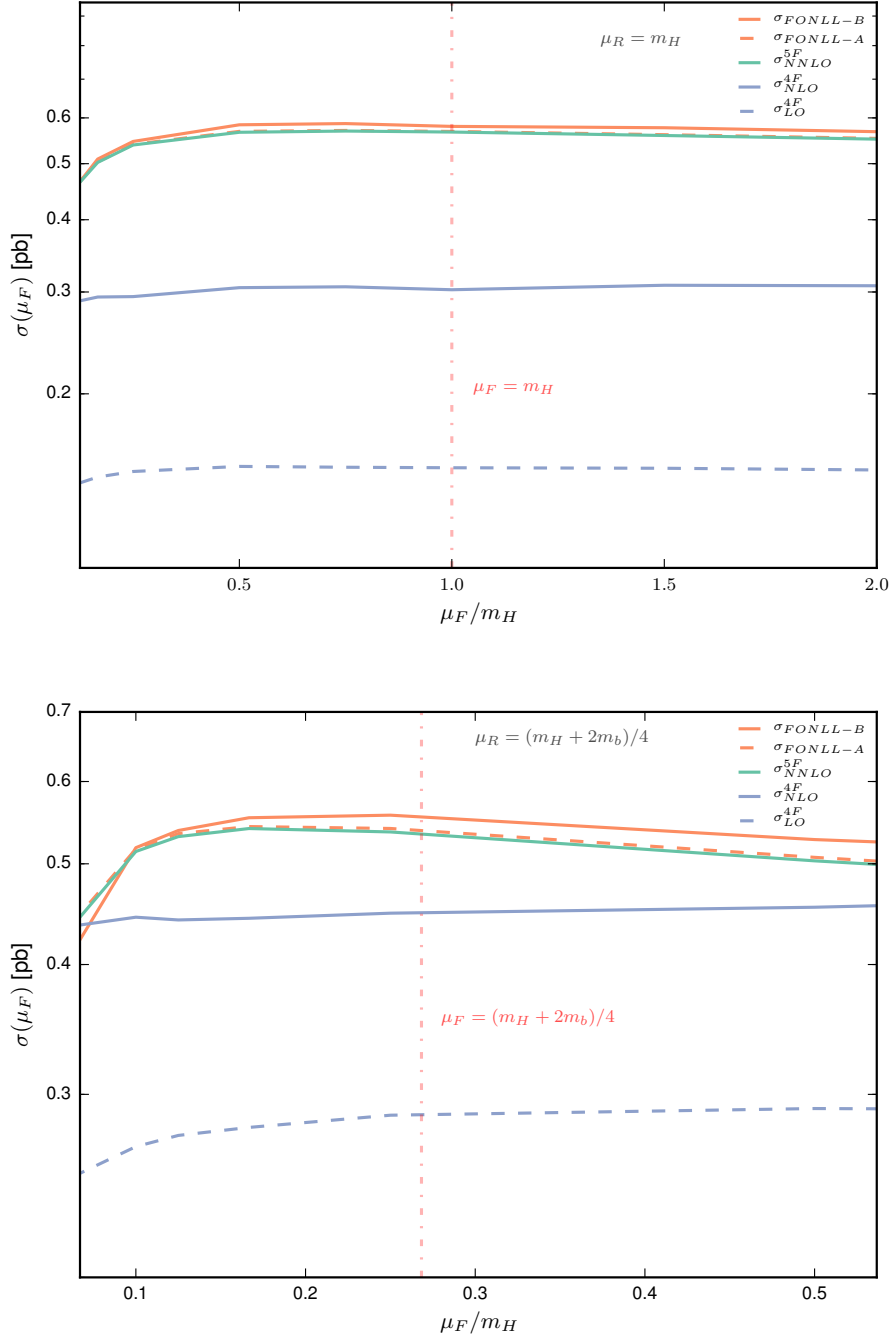 μ_R = m_H
σ_{FONLL−B}
σ_{FONLL−A}
σ^{5F}_{NNLO}
σ^{4F}_{NLO}
σ^{4F}_{LO}
0.6
0.5
0.4
0.3
0.2
σ(μ_F) [pb]
μ_F = m_H
0.5 1.0 1.5 2.0
μ_F/m_H
0.7
0.6
0.5
0.4
0.3
σ(μ_F) [pb]
μ_R = (m_H + 2m_b)/4
σ_{FONLL−B}
σ_{FONLL−A}
σ^{5F}_{NNLO}
σ^{4F}_{NLO}
σ^{4F}_{LO}
μ_F = (m_H + 2m_b)/4
0.1 0.2 0.3 0.4 0.5
μ_F/m_H